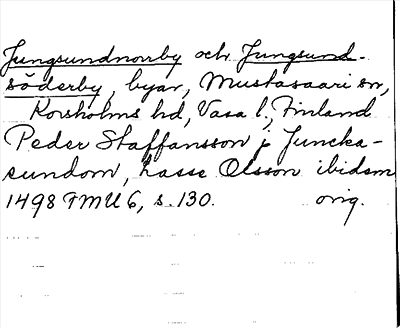 Jungsundnorrby och Jungsund-
söderby, byar, Mustasaari sn,
Korsholms hd, Vasa l., Finland
Peder Staffansson j Juncka-
sundom, Lasse Olsson ibidem
1498 FMU 6, s. 130. orig.